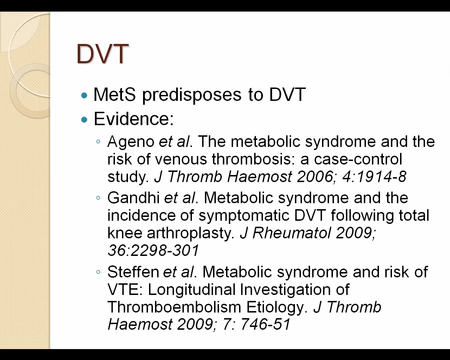 DVT
• MetS predisposes to DVT
• Evidence:
◦ Ageno et al. The metabolic syndrome and the
risk of venous thrombosis: a case-control
study. J Thromb Haemost 2006; 4:1914-8
◦ Gandhi et al. Metabolic syndrome and the
incidence of symptomatic DVT following total
knee arthroplasty. J Rheumatol 2009;
36:2298-301
◦ Steffen et al. Metabolic syndrome and risk of
VTE: Longitudinal Investigation of
Thromboembolism Etiology. J Thromb
Haemost 2009; 7: 746-51